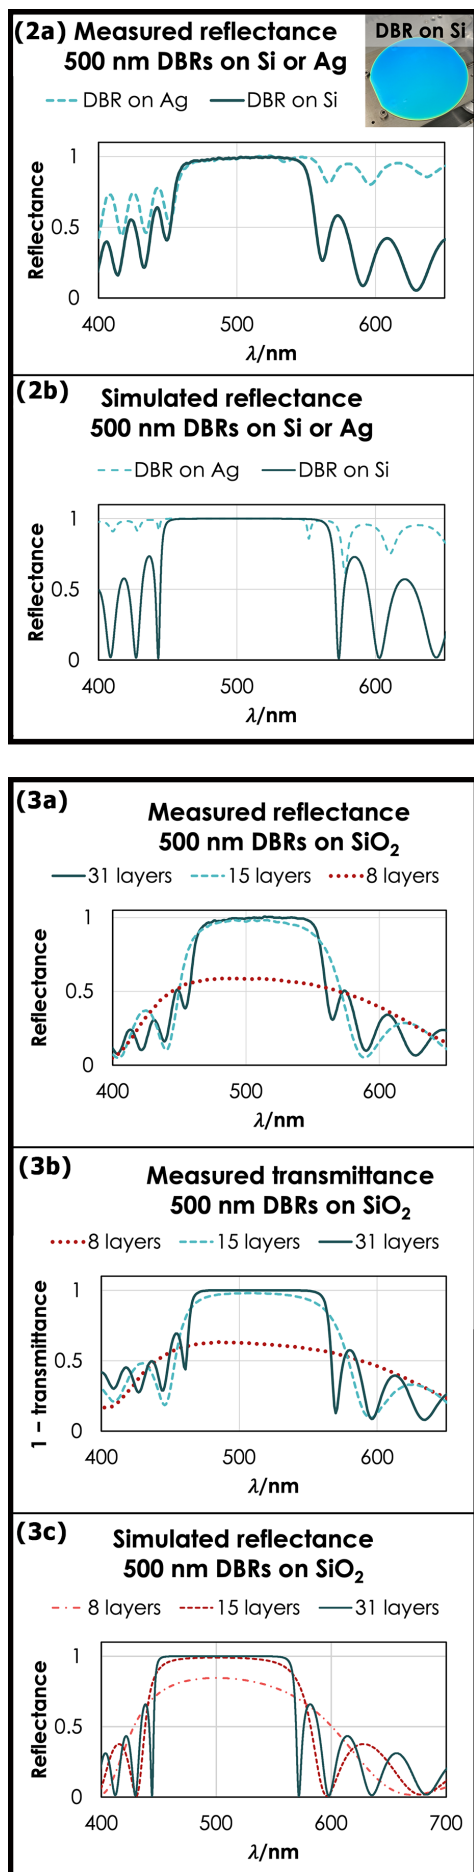 (2a) Measured reflectance
500 nm DBRs on Si or Ag
DBR on Si
DBR on Ag DBR on Si
Reflectance
1
0.5
0
400 500 600
λ/nm
(2b) Simulated reflectance
500 nm DBRs on Si or Ag
DBR on Ag DBR on Si
Reflectance
1
0.5
0
400 500 600
λ/nm
(3a) Measured reflectance
500 nm DBRs on SiO₂
31 layers 15 layers 8 layers
Reflectance
1
0.5
0
400 500 600
λ/nm
(3b) Measured transmittance
500 nm DBRs on SiO₂
8 layers 15 layers 31 layers
1 – transmittance
1
0.5
0
400 500 600
λ/nm
(3c) Simulated reflectance
500 nm DBRs on SiO₂
8 layers 15 layers 31 layers
Reflectance
1
0.5
0
400 500 600 700
λ/nm